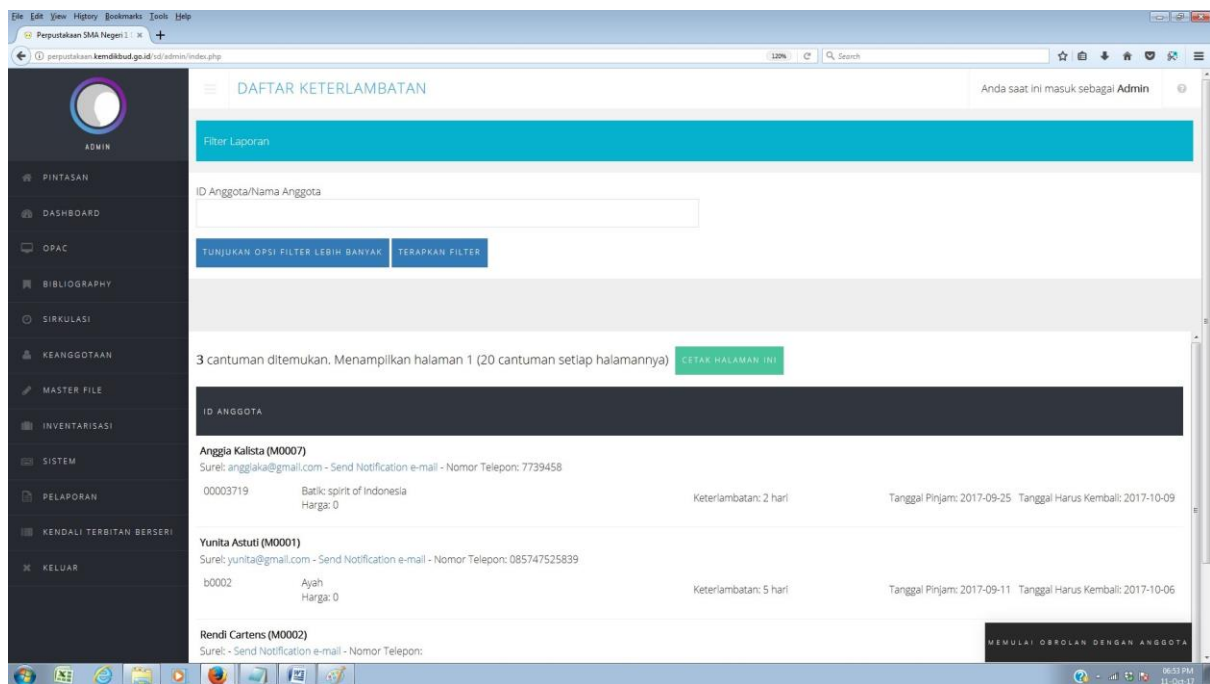 File Edit View History Bookmarks Tools Help
Perpustakaan SMA Negeri 1
perpustakaan.kemdikbud.go.id/sd/admin/index.php
120%
Search
ADMIN
PINTASAN
DASHBOARD
OPAC
BIBLIOGRAPHY
SIRKULASI
KEANGGOTAAN
MASTER FILE
INVENTARISASI
SISTEM
PELAPORAN
KENDALI TERBITAN BERSERI
KELUAR
DAFTAR KETERLAMBATAN
Anda saat ini masuk sebagai Admin
Filter Laporan
ID Anggota/Nama Anggota
TUNJUKAN OPSI FILTER LEBIH BANYAK TERAPKAN FILTER
3 cantuman ditemukan. Menampilkan halaman 1 (20 cantuman setiap halamannya) CETAK HALAMAN INI
ID ANGGOTA
Anggia Kalista (M0007)
Surel: anggiaka@gmail.com - Send Notification e-mail - Nomor Telepon: 7739458
00003719 Batik: spirit of Indonesia Keterlambatan: 2 hari Tanggal Pinjam: 2017-09-25 Tanggal Harus Kembali: 2017-10-09
Harga: 0
Yunita Astuti (M0001)
Surel: yunita@gmail.com - Send Notification e-mail - Nomor Telepon: 085747525839
b0002 Ayah Keterlambatan: 5 hari Tanggal Pinjam: 2017-09-11 Tanggal Harus Kembali: 2017-10-06
Harga: 0
Rendi Cartens (M0002)
Surel: - Send Notification e-mail - Nomor Telepon:
MEMULAI OBROLAN DENGAN ANGGOTA
06:53 PM
11-Oct-17